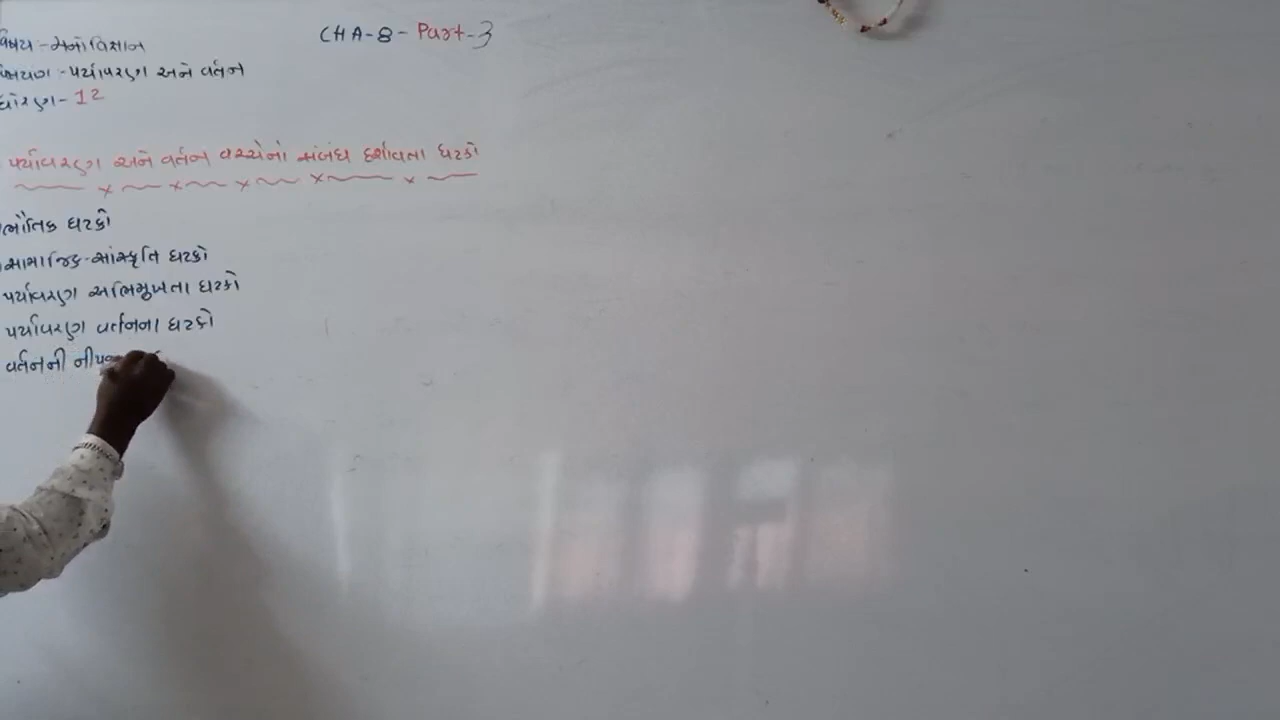 CHA-8- Part-3
વિષય :- મનોવિજ્ઞાન
:- પર્યાવરણ અને વર્તન
ધોરણ - 12
પર્યાવરણ અને વર્તન વચ્ચેનો સંબંધ દર્શાવતા ઘટકો
ભૌતિક ઘટકો
સામાજિક-સાંસ્કૃતિ ઘટકો
પર્યાવરણ અભિમુખતા ઘટકો
પર્યાવરણ વર્તનના ઘટકો
વર્તનની